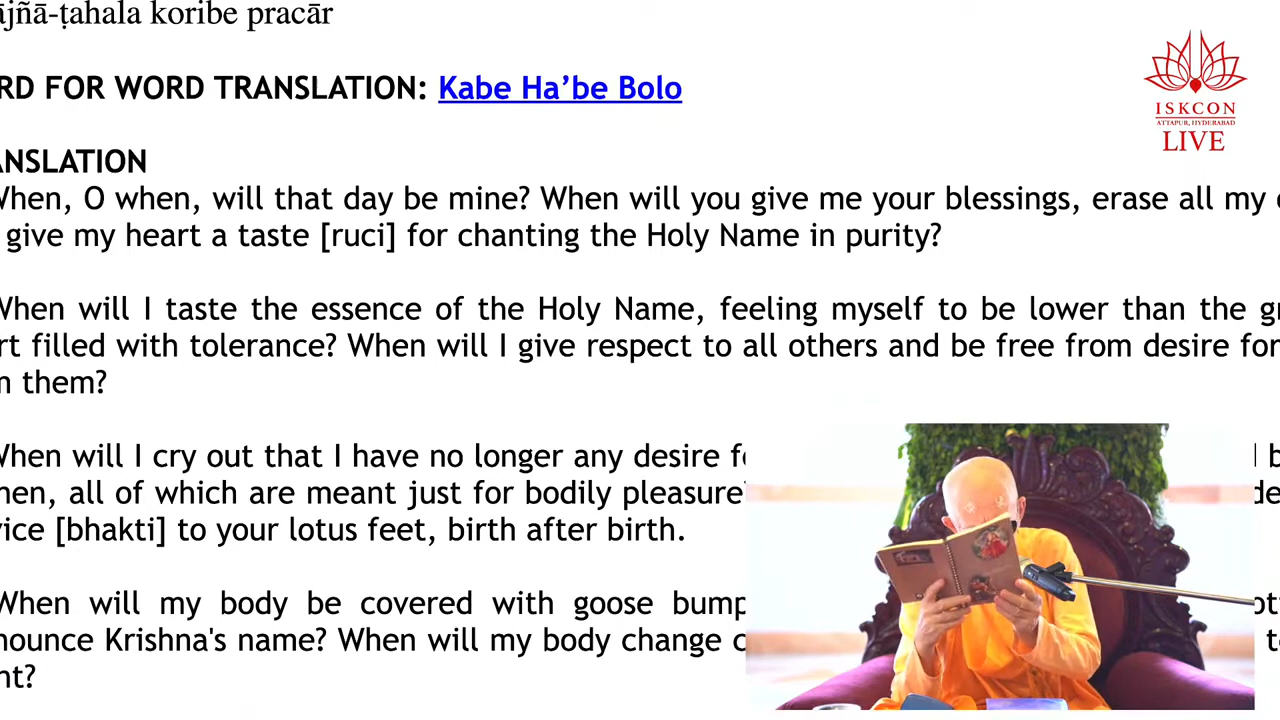 ājñā-ṭahala koribe pracār
RD FOR WORD TRANSLATION: Kabe Ha’be Bolo
ISKCON
ATTAPUR, HYDERABAD
LIVE
ANSLATION
When, O when, will that day be mine? When will you give me your blessings, erase all my
give my heart a taste [ruci] for chanting the Holy Name in purity?
When will I taste the essence of the Holy Name, feeling myself to be lower than the
rt filled with tolerance? When will I give respect to all others and be free from desire for
m them?
When will I cry out that I have no longer any desire
hen, all of which are meant just for bodily pleasure
vice [bhakti] to your lotus feet, birth after birth.
When will my body be covered with goose bump
nounce Krishna's name? When will my body change
nt?